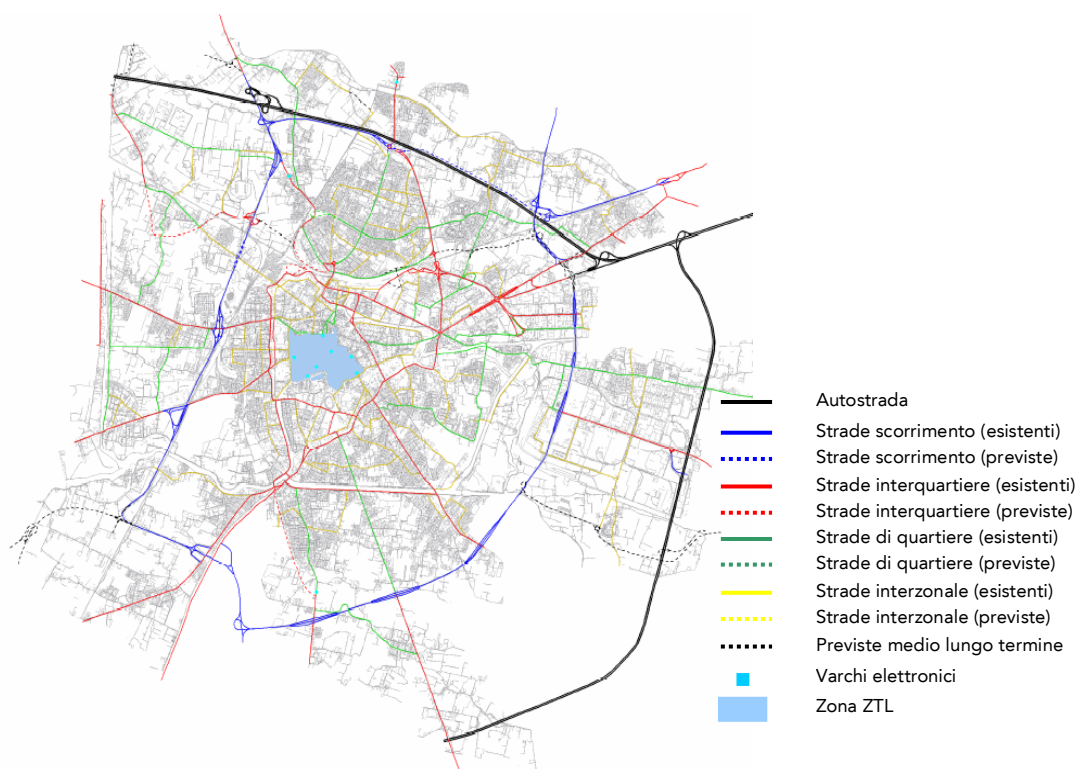 Autostrada
Strade scorrimento (esistenti)
Strade scorrimento (previste)
Strade interquartiere (esistenti)
Strade interquartiere (previste)
Strade di quartiere (esistenti)
Strade di quartiere (previste)
Strade interzonale (esistenti)
Strade interzonale (previste)
Previste medio lungo termine
Varchi elettronici
Zona ZTL